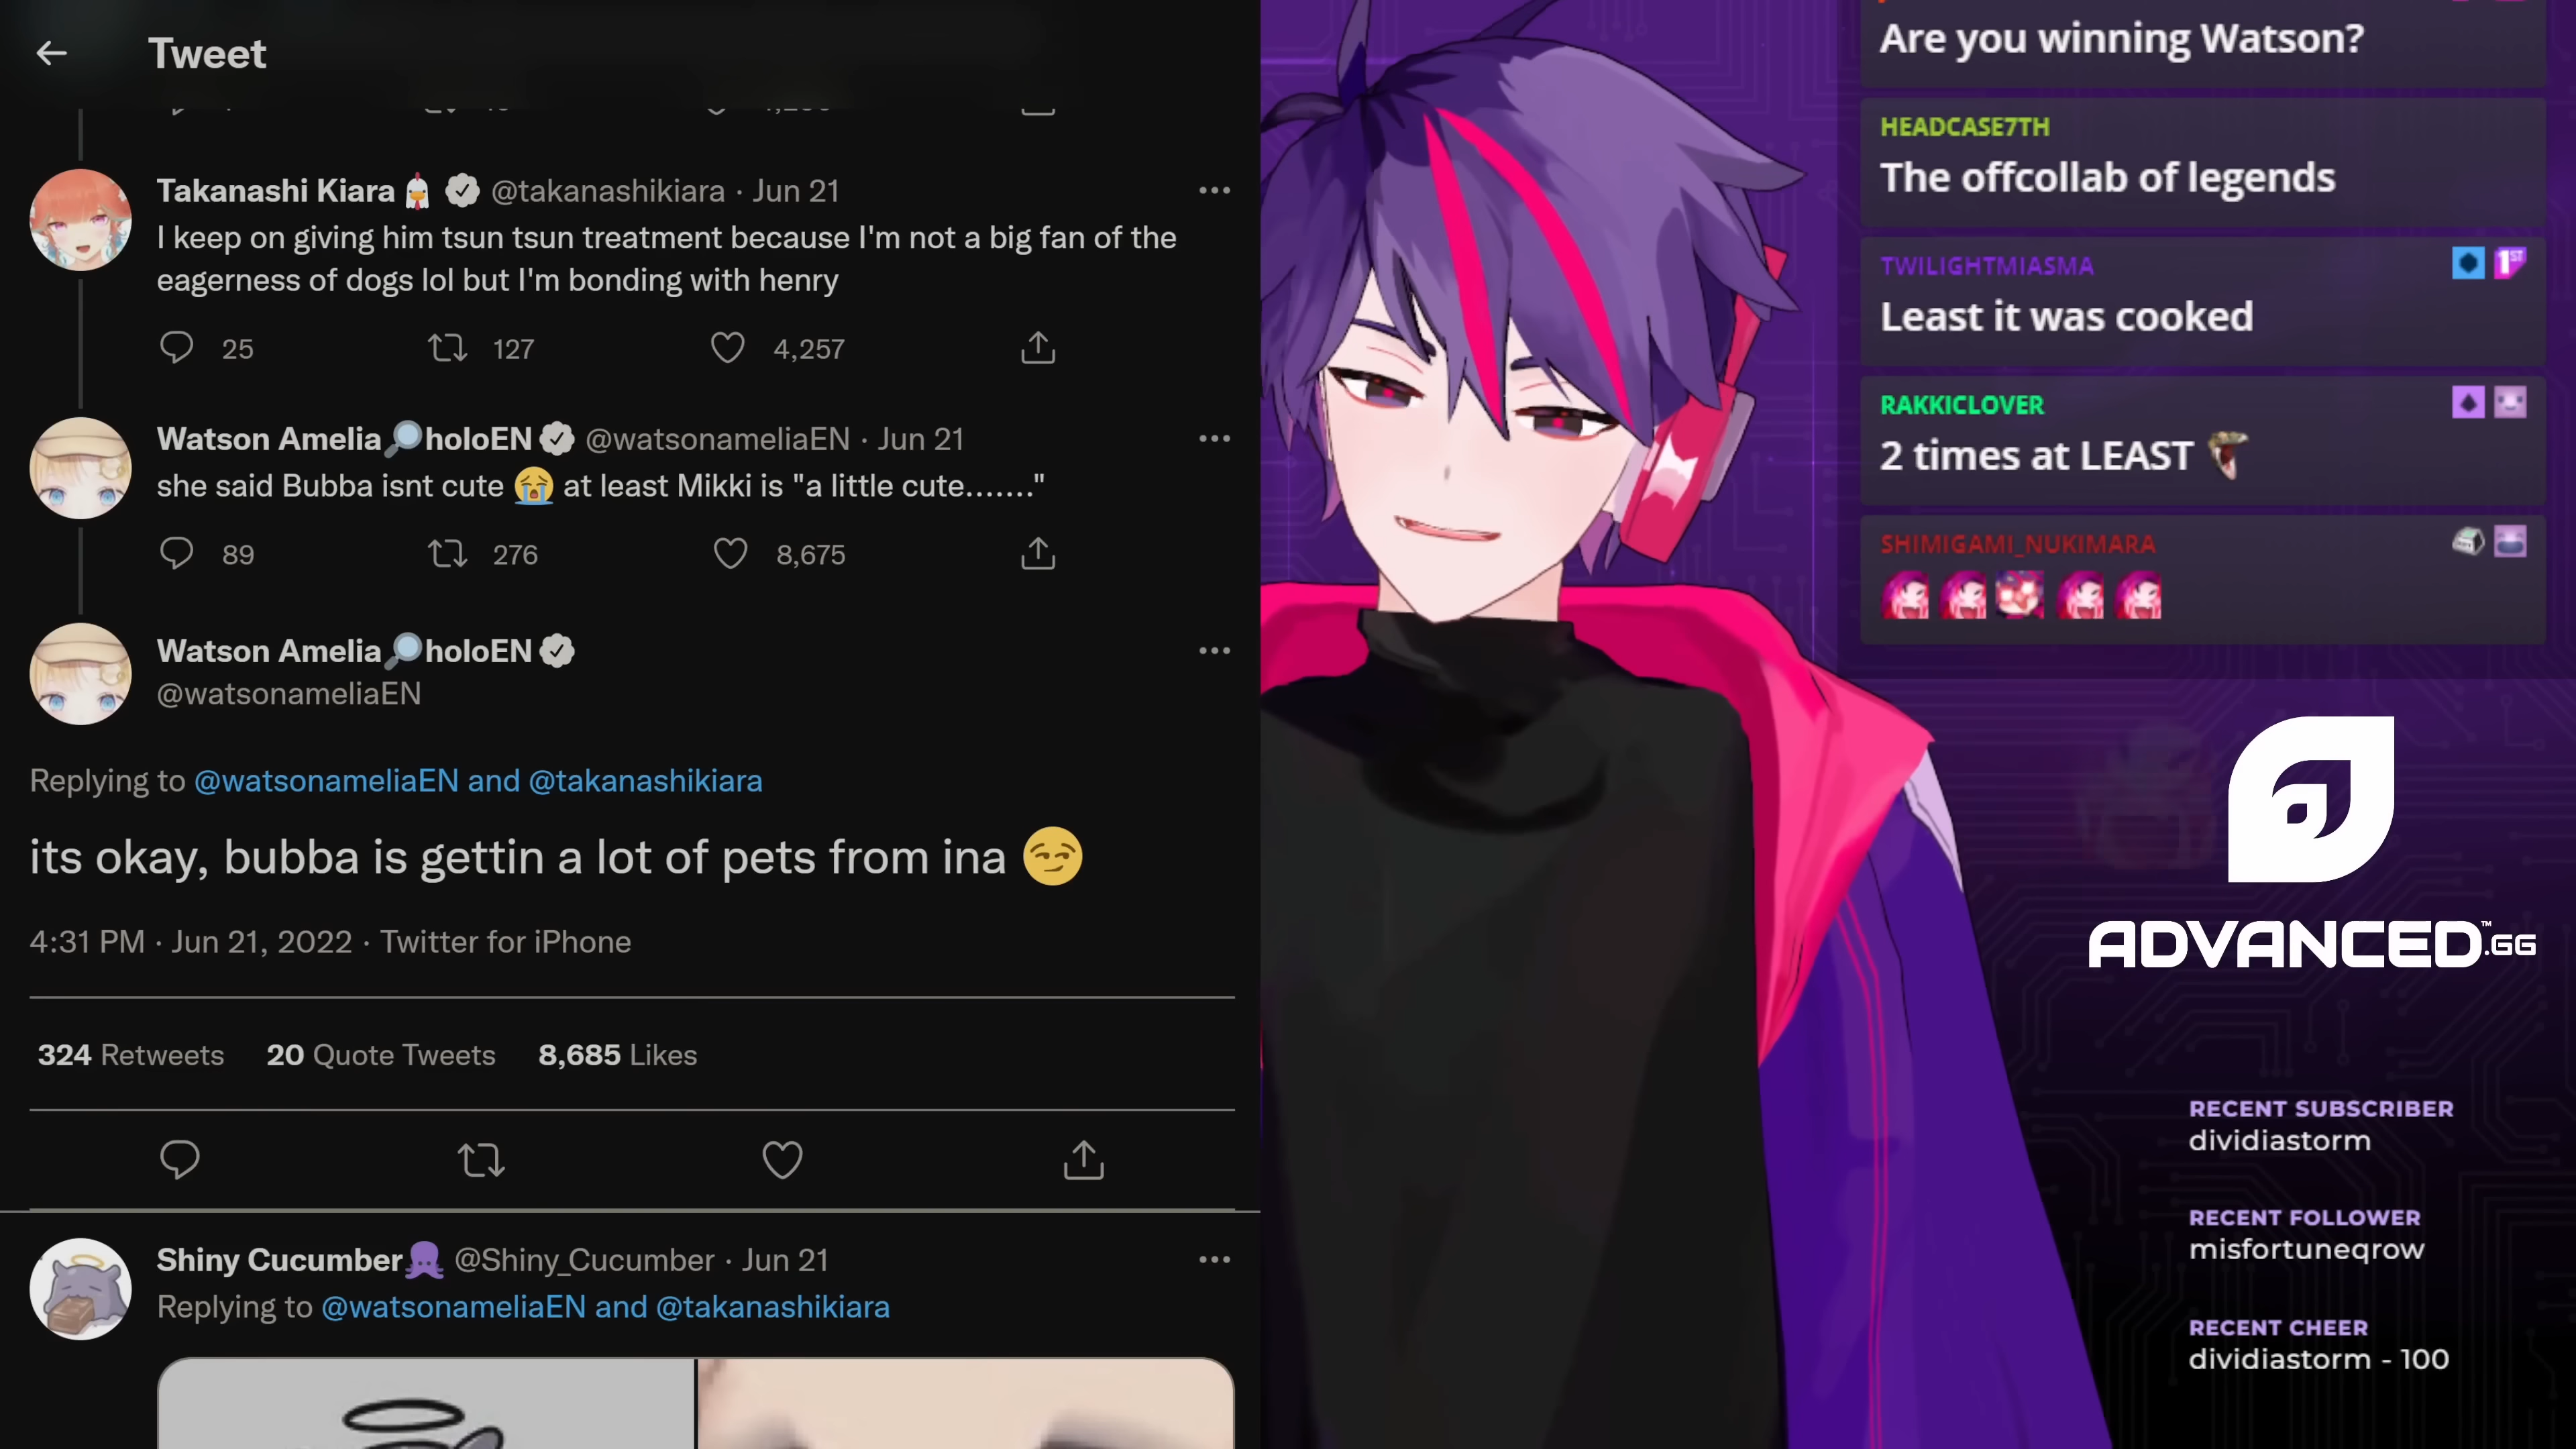 Tweet
Takanashi Kiara🐔 @takanashikiara · Jun 21
I keep on giving him tsun tsun treatment because I'm not a big fan of the
eagerness of dogs lol but I'm bonding with henry
25 127 4,257
Watson Amelia🔎holoEN @watsonameliaEN · Jun 21
she said Bubba isnt cute 😭 at least Mikki is "a little cute......."
89 276 8,675
Watson Amelia🔎holoEN
@watsonameliaEN
Replying to @watsonameliaEN and @takanashikiara
its okay, bubba is gettin a lot of pets from ina 😏
4:31 PM · Jun 21, 2022 · Twitter for iPhone
324 Retweets 20 Quote Tweets 8,685 Likes
Shiny Cucumber🐙 @Shiny_Cucumber · Jun 21
Replying to @watsonameliaEN and @takanashikiara
Are you winning Watson?
HEADCASE7TH
The offcollab of legends
TWILIGHTMIASMA
1ST
Least it was cooked
RAKKICLOVER
2 times at LEAST
SHIMIGAMI_NUKIMARA
ADVANCED™.GG
RECENT SUBSCRIBER
dividiastorm
RECENT FOLLOWER
misfortuneqrow
RECENT CHEER
dividiastorm - 100